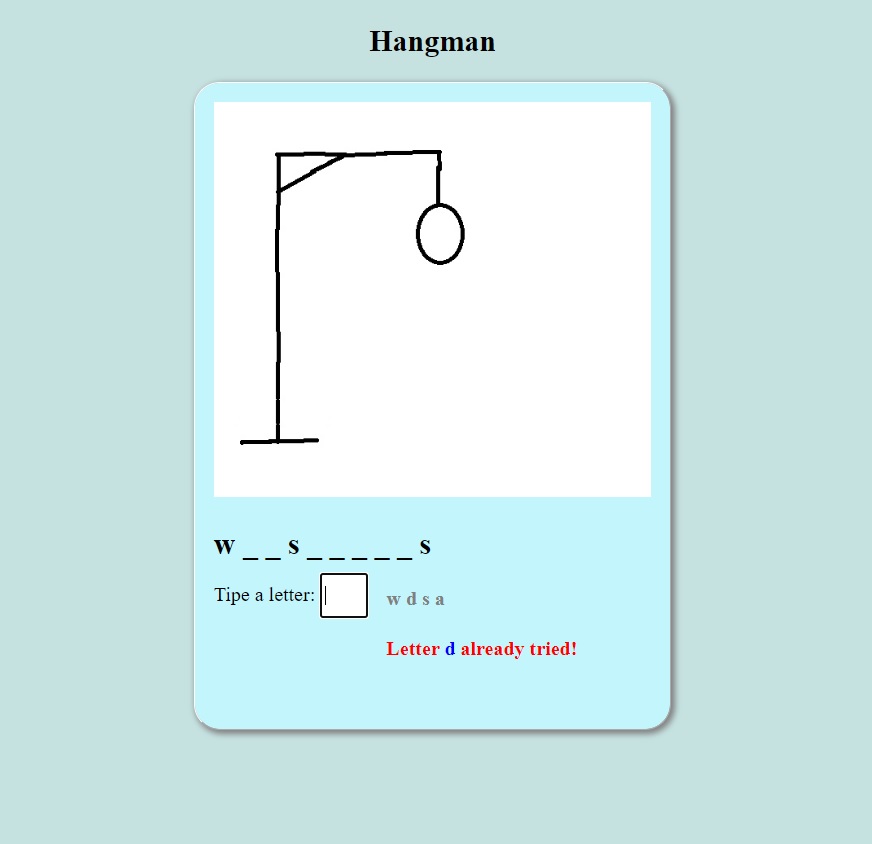 Hangman
w _ _ s _ _ _ _ _ s
Tipe a letter: w d s a
Letter d already tried!